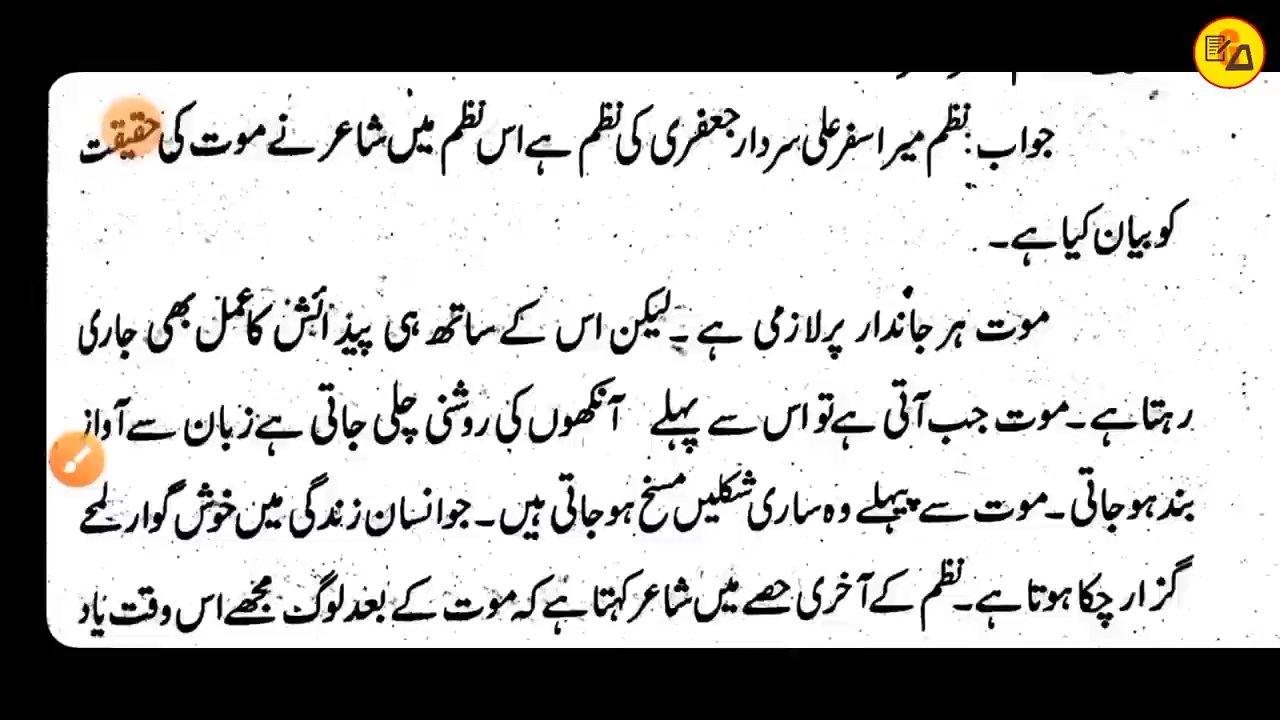 جواب: نظم میرا سفر علی سردار جعفری کی نظم ہے اس نظم میں شاعر نے موت کی حقیقت
کو بیان کیا ہے۔
موت ہر جاندار پر لازمی ہے۔ لیکن اس کے ساتھ ہی پیدائش کا عمل بھی جاری
رہتا ہے۔ موت جب آتی ہے تو اس سے پہلے آنکھوں کی روشنی چلی جاتی ہے زبان سے آواز
بند ہو جاتی۔ موت سے پہلے وہ ساری شکلیں مسخ ہو جاتی ہیں۔ جو انسان زندگی میں خوش گوار لمحے
گزار چکا ہوتا ہے۔ نظم کے آخری حصے میں شاعر کہتا ہے کہ موت کے بعد لوگ مجھے اس وقت یاد